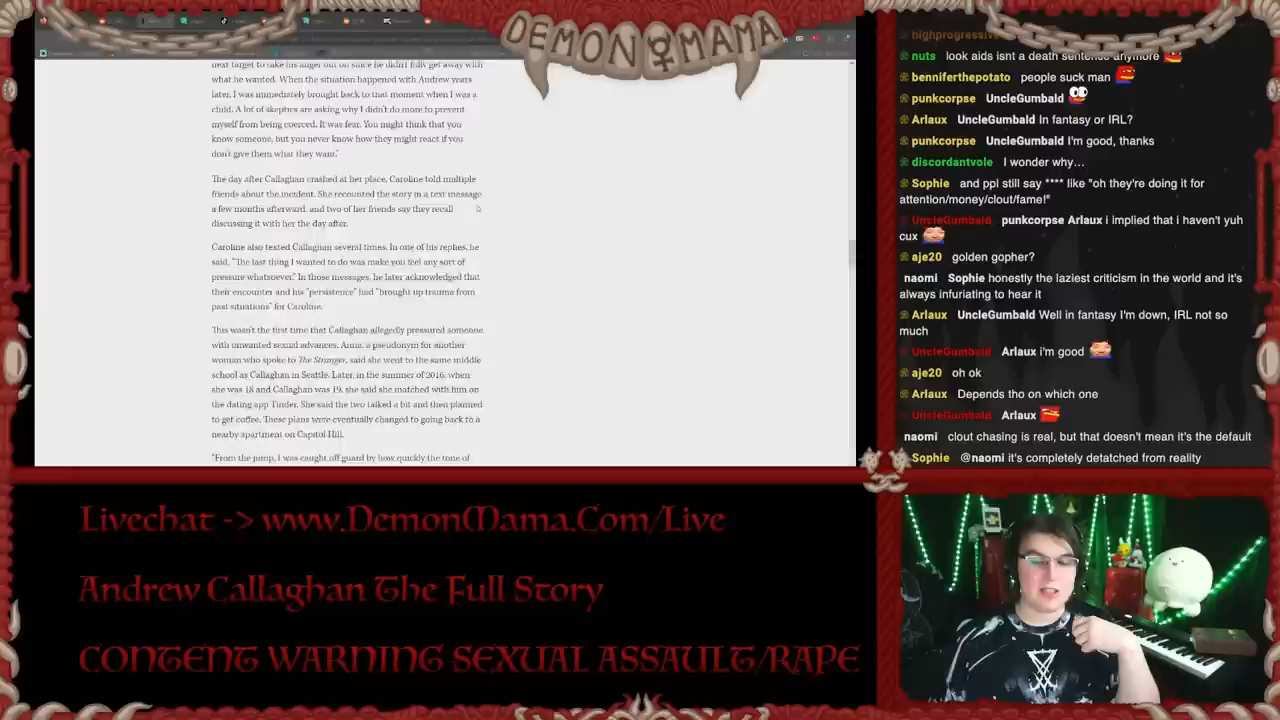 DEMON MAMA
next target to take his anger out on since he didn't fully get away with
what he wanted. When the situation happened with Andrew years
later, I was immediately brought back to that moment when I was a
child. A lot of skeptics are asking why I didn't do more to prevent
myself from being coerced. It was fear. You might think that you
know someone, but you never know how they might react if you
don't give them what they want."
The day after Callaghan crashed at her place, Caroline told multiple
friends about the incident. She recounted the story in a text message
a few months afterward, and two of her friends say they recall
discussing it with her the day after.
Caroline also texted Callaghan several times. In one of his replies, he
said, "The last thing I wanted to do was make you feel any sort of
pressure whatsoever." In those messages, he later acknowledged that
their encounter and his "persistence" had "brought up trauma from
past situations" for Caroline.
This wasn't the first time that Callaghan allegedly pressured someone
with unwanted sexual advances. Anna, a pseudonym for another
woman who spoke to The Stranger, said she went to the same middle
school as Callaghan in Seattle. Later, in the summer of 2016, when
she was 18 and Callaghan was 19, she said she matched with him on
the dating app Tinder. She said the two talked a bit and then planned
to get coffee. These plans were eventually changed to going back to a
nearby apartment on Capitol Hill.
"From the jump, I was caught off guard by how quickly the tone of
highprogressive
nuts look aids isnt a death sentence anymore
benniferthepotato people suck man
punkcorpse UncleGumbald
Arlaux UncleGumbald In fantasy or IRL?
punkcorpse UncleGumbald I'm good, thanks
discordantvole I wonder why…
Sophie and ppl still say **** like "oh they're doing it for
attention/money/clout/fame!"
UncleGumbald punkcorpse Arlaux i implied that i haven't yuh
cux
aje20 golden gopher?
naomi Sophie honestly the laziest criticism in the world and it's
always infuriating to hear it
Arlaux UncleGumbald Well in fantasy I'm down, IRL not so
much
UncleGumbald Arlaux i'm good
aje20 oh ok
Arlaux Depends tho on which one
UncleGumbald Arlaux
naomi clout chasing is real, but that doesn't mean it's the default
Sophie @naomi it's completely detatched from reality
Livechat -> www.DemonMama.Com/Live
Andrew Callaghan The Full Story
CONTENT WARNING SEXUAL ASSAULT/RAPE